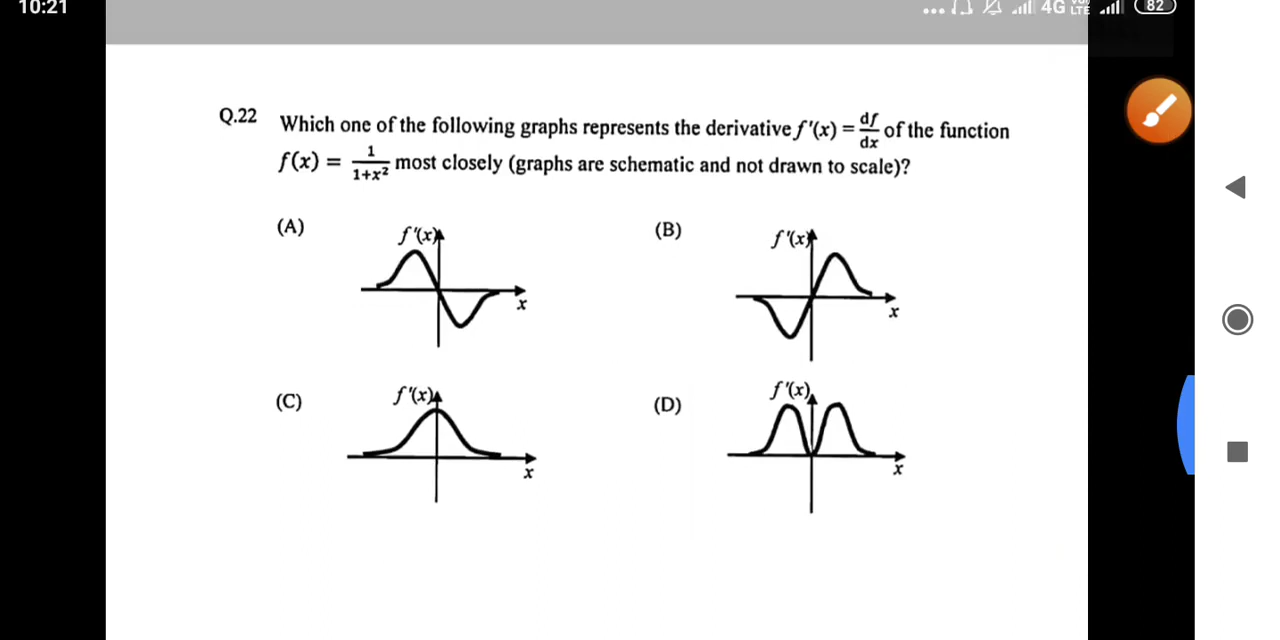 10:21
4G
LTE
82
Q.22 Which one of the following graphs represents the derivative f'(x) = df/dx of the function
f(x) = 1/1+x² most closely (graphs are schematic and not drawn to scale)?
(A) f'(x) x
(B) f'(x) x
(C) f'(x) x
(D) f'(x) x